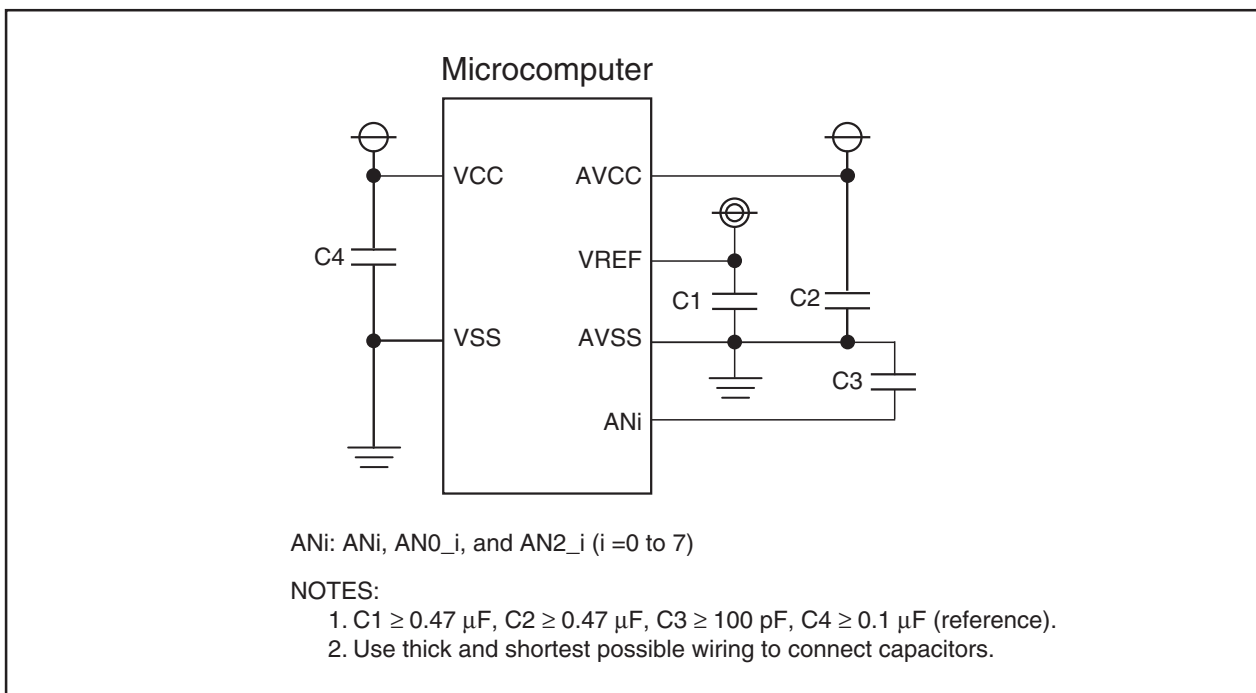 Microcomputer
VCC
AVCC
C4
VREF
C1
C2
VSS
AVSS
C3
ANi
ANi: ANi, AN0_i, and AN2_i (i =0 to 7)
NOTES:
1. C1 ≥ 0.47 μF, C2 ≥ 0.47 μF, C3 ≥ 100 pF, C4 ≥ 0.1 μF (reference).
2. Use thick and shortest possible wiring to connect capacitors.